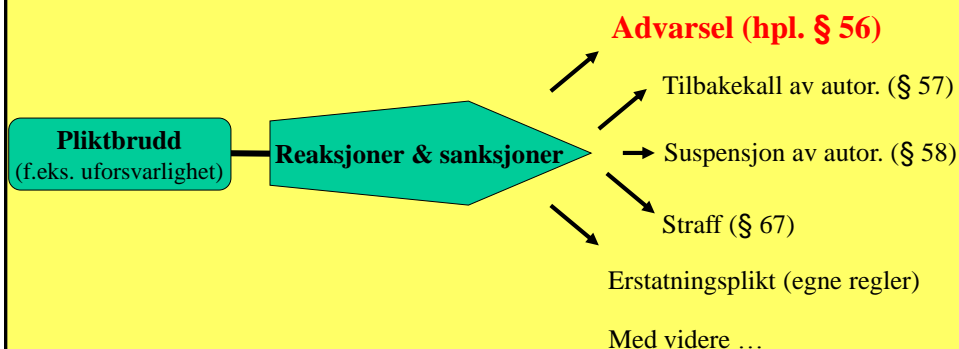 Advarsel (hpl. § 56)
Tilbakekall av autor. (§ 57)
Pliktbrudd
(f.eks. uforsvarlighet)
Reaksjoner & sanksjoner
Suspensjon av autor. (§ 58)
Straff (§ 67)
Erstatningsplikt (egne regler)
Med videre …